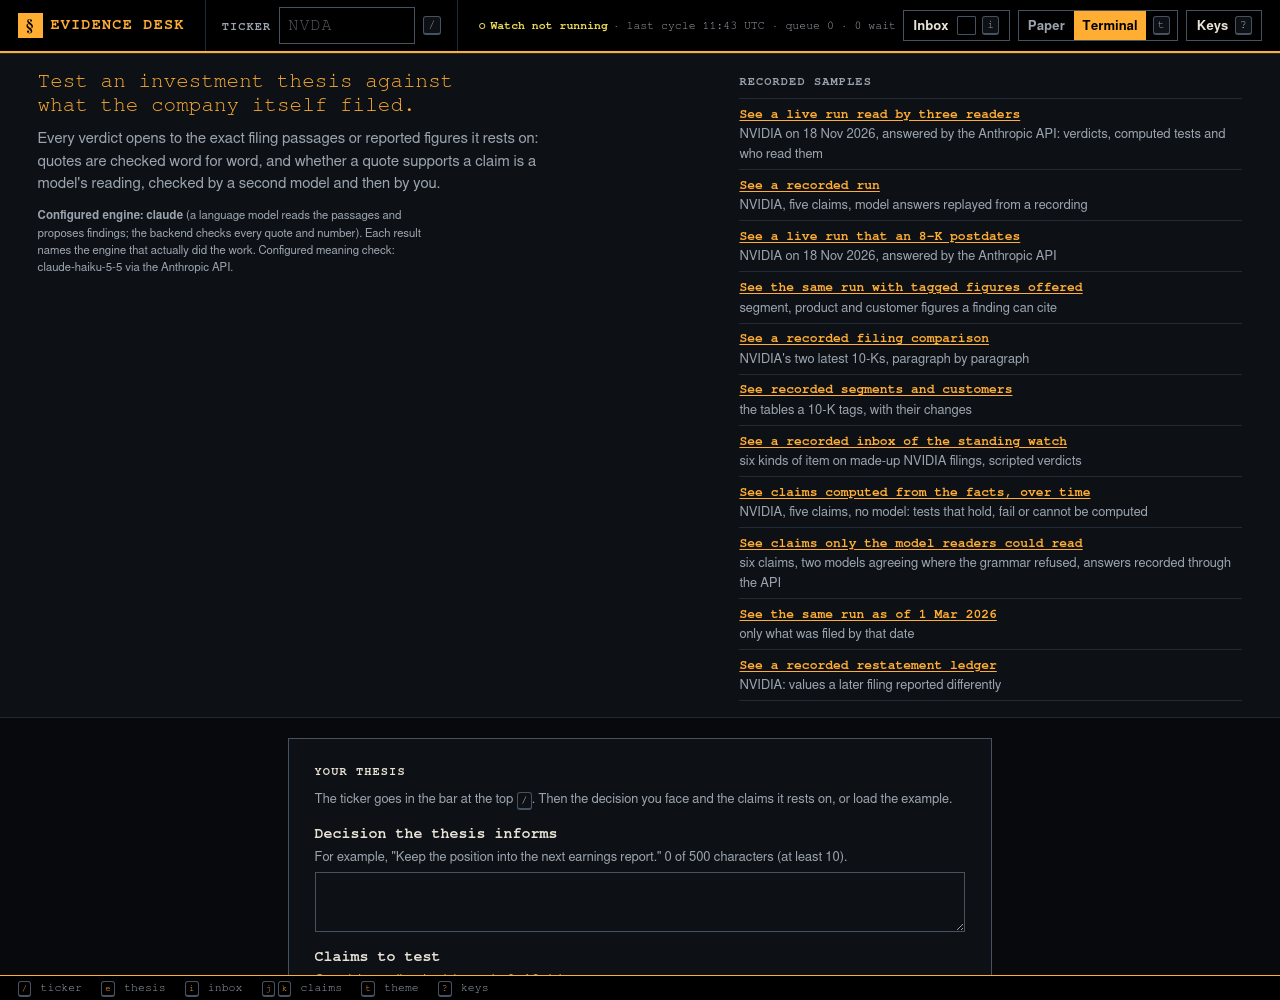 § EVIDENCE DESK
TICKER NVDA /
Watch not running · last cycle 11:43 UTC · queue 0 · 0 wait
Inbox i
Paper Terminal t
Keys ?
Test an investment thesis against
what the company itself filed.
Every verdict opens to the exact filing passages or reported figures it rests on:
quotes are checked word for word, and whether a quote supports a claim is a
model's reading, checked by a second model and then by you.
Configured engine: claude (a language model reads the passages and
proposes findings; the backend checks every quote and number). Each result
names the engine that actually did the work. Configured meaning check:
claude-haiku-5-5 via the Anthropic API.
RECORDED SAMPLES
See a live run read by three readers
NVIDIA on 18 Nov 2026, answered by the Anthropic API: verdicts, computed tests and
who read them
See a recorded run
NVIDIA, five claims, model answers replayed from a recording
See a live run that an 8-K postdates
NVIDIA on 18 Nov 2026, answered by the Anthropic API
See the same run with tagged figures offered
segment, product and customer figures a finding can cite
See a recorded filing comparison
NVIDIA's two latest 10-Ks, paragraph by paragraph
See recorded segments and customers
the tables a 10-K tags, with their changes
See a recorded inbox of the standing watch
six kinds of item on made-up NVIDIA filings, scripted verdicts
See claims computed from the facts, over time
NVIDIA, five claims, no model: tests that hold, fail or cannot be computed
See claims only the model readers could read
six claims, two models agreeing where the grammar refused, answers recorded through
the API
See the same run as of 1 Mar 2026
only what was filed by that date
See a recorded restatement ledger
NVIDIA: values a later filing reported differently
YOUR THESIS
The ticker goes in the bar at the top /. Then the decision you face and the claims it rests on, or load the example.
Decision the thesis informs
For example, "Keep the position into the next earnings report." 0 of 500 characters (at least 10).
Claims to test
/ ticker e thesis i inbox j k claims t theme ? keys